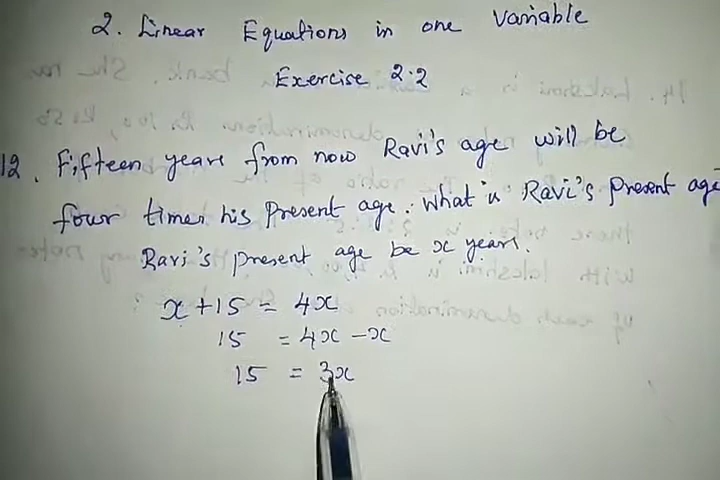 2. Linear Equations in one Variable
Exercise 2.2
12. Fifteen years from now Ravi's age will be
four times his present age. What is Ravi's present age
Ravi's present age be x years.
x + 15 = 4x
15 = 4x - x
15 = 3x